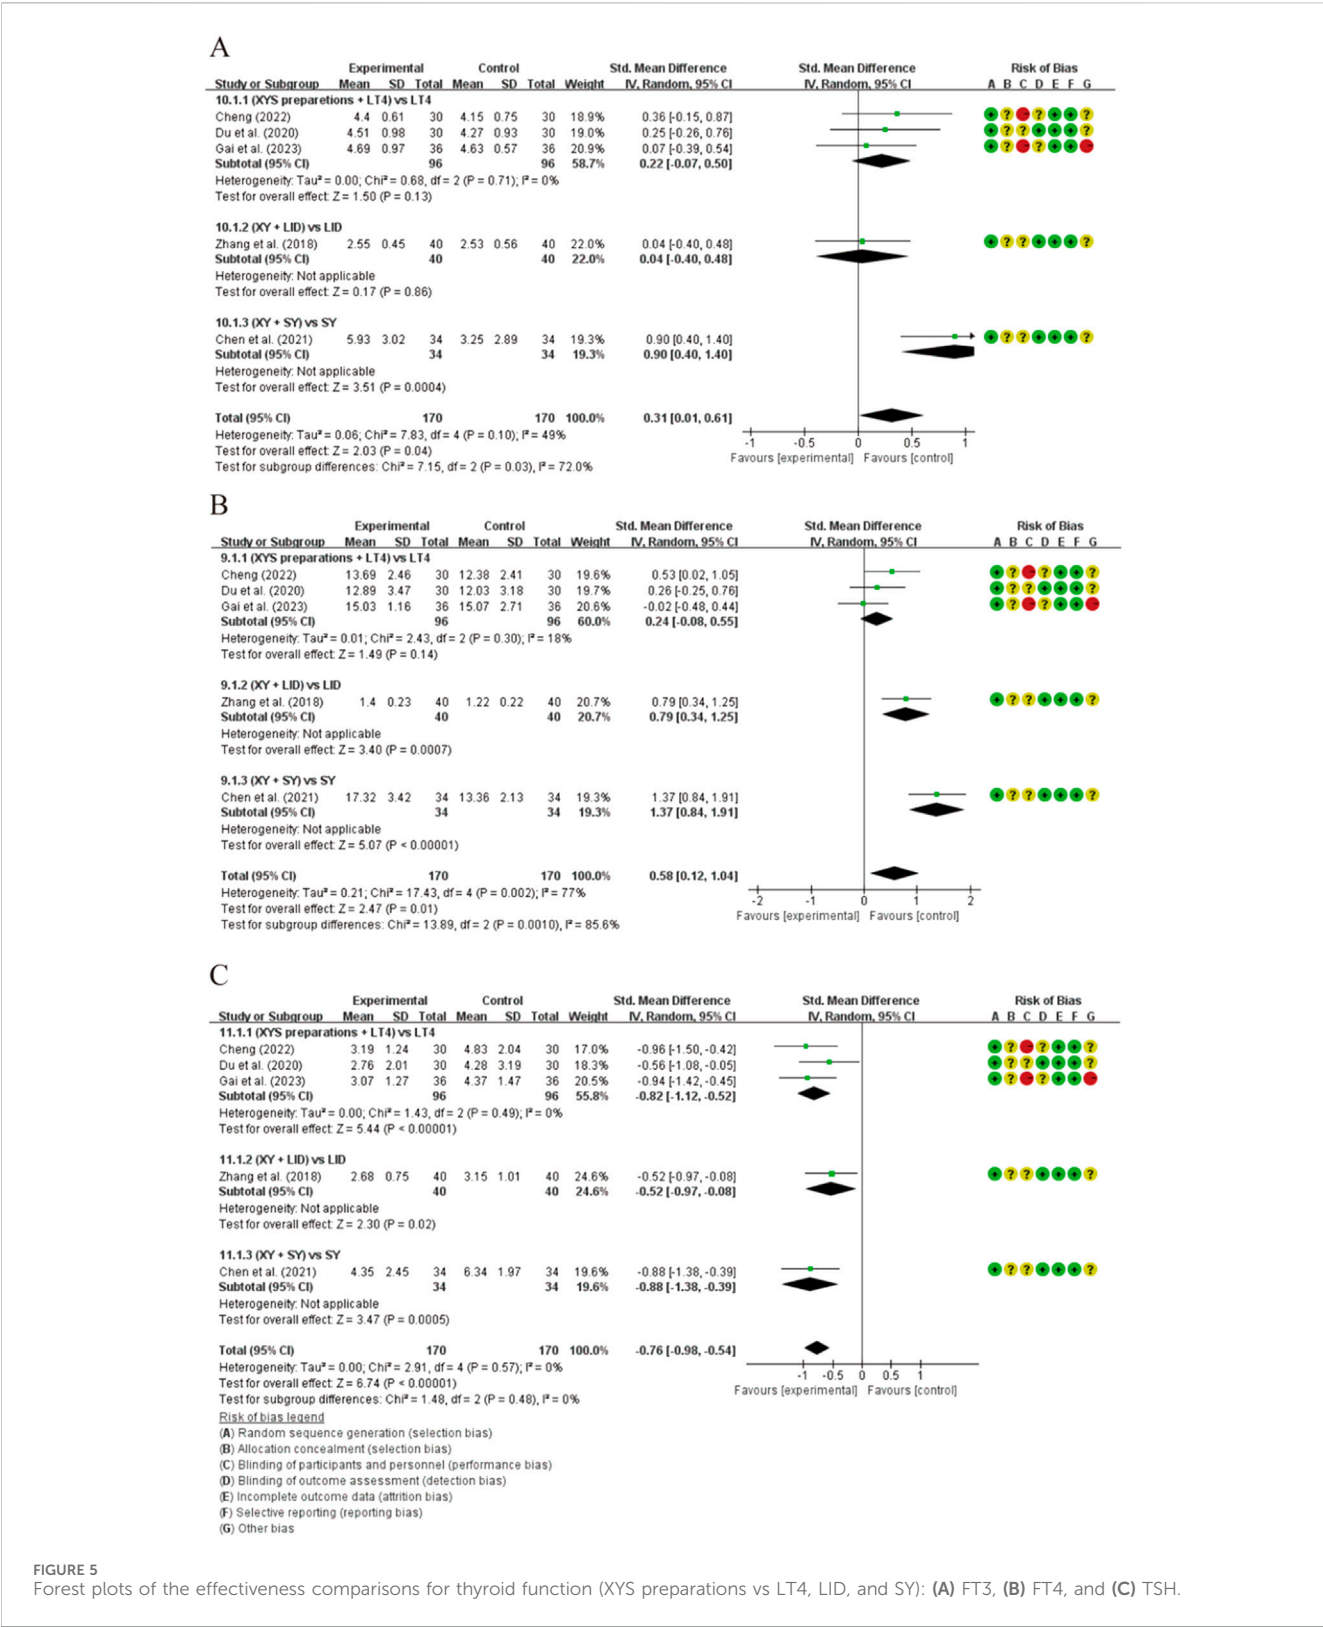 A
Experimental Control Std. Mean Difference Std. Mean Difference Risk of Bias
Study or Subgroup Mean SD Total Mean SD Total Weight IV, Random, 95% CI IV, Random, 95% CI A B C D E F G
10.1.1 (XYS preparetions + LT4) vs LT4
Cheng (2022) 4.4 0.61 30 4.15 0.75 30 18.9% 0.36 [-0.15, 0.87] + ? - ? + + ?
Du et al. (2020) 4.51 0.98 30 4.27 0.93 30 19.0% 0.25 [-0.26, 0.76] + ? ? + + + ?
Gai et al. (2023) 4.69 0.97 36 4.63 0.57 36 20.9% 0.07 [-0.39, 0.54] + ? - ? + + -
Subtotal (95% CI) 96 96 58.7% 0.22 [-0.07, 0.50]
Heterogeneity: Tau² = 0.00; Chi² = 0.68, df = 2 (P = 0.71); I² = 0%
Test for overall effect: Z = 1.50 (P = 0.13)
10.1.2 (XY + LID) vs LID
Zhang et al. (2018) 2.55 0.45 40 2.53 0.56 40 22.0% 0.04 [-0.40, 0.48] + ? ? + + + ?
Subtotal (95% CI) 40 40 22.0% 0.04 [-0.40, 0.48]
Heterogeneity: Not applicable
Test for overall effect: Z = 0.17 (P = 0.86)
10.1.3 (XY + SY) vs SY
Chen et al. (2021) 5.93 3.02 34 3.25 2.89 34 19.3% 0.90 [0.40, 1.40] + ? ? + + + ?
Subtotal (95% CI) 34 34 19.3% 0.90 [0.40, 1.40]
Heterogeneity: Not applicable
Test for overall effect: Z = 3.51 (P = 0.0004)
Total (95% CI) 170 170 100.0% 0.31 [0.01, 0.61]
Heterogeneity: Tau² = 0.06; Chi² = 7.83, df = 4 (P = 0.10); I² = 49%
Test for overall effect: Z = 2.03 (P = 0.04)
Test for subgroup differences: Chi² = 7.15, df = 2 (P = 0.03), I² = 72.0%
-1 -0.5 0 0.5 1
Favours [experimental] Favours [control]
B
Experimental Control Std. Mean Difference Std. Mean Difference Risk of Bias
Study or Subgroup Mean SD Total Mean SD Total Weight IV, Random, 95% CI IV, Random, 95% CI A B C D E F G
9.1.1 (XYS preparations + LT4) vs LT4
Cheng (2022) 13.69 2.46 30 12.38 2.41 30 19.6% 0.53 [0.02, 1.05] + ? - ? + + ?
Du et al. (2020) 12.89 3.47 30 12.03 3.18 30 19.7% 0.26 [-0.25, 0.76] + ? ? + + + ?
Gai et al. (2023) 15.03 1.16 36 15.07 2.71 36 20.6% -0.02 [-0.48, 0.44] + ? - ? + + -
Subtotal (95% CI) 96 96 60.0% 0.24 [-0.08, 0.55]
Heterogeneity: Tau² = 0.01; Chi² = 2.43, df = 2 (P = 0.30); I² = 18%
Test for overall effect: Z = 1.49 (P = 0.14)
9.1.2 (XY + LID) vs LID
Zhang et al. (2018) 1.4 0.23 40 1.22 0.22 40 20.7% 0.79 [0.34, 1.25] + ? ? + + + ?
Subtotal (95% CI) 40 40 20.7% 0.79 [0.34, 1.25]
Heterogeneity: Not applicable
Test for overall effect: Z = 3.40 (P = 0.0007)
9.1.3 (XY + SY) vs SY
Chen et al. (2021) 17.32 3.42 34 13.36 2.13 34 19.3% 1.37 [0.84, 1.91] + ? ? + + + ?
Subtotal (95% CI) 34 34 19.3% 1.37 [0.84, 1.91]
Heterogeneity: Not applicable
Test for overall effect: Z = 5.07 (P < 0.00001)
Total (95% CI) 170 170 100.0% 0.58 [0.12, 1.04]
Heterogeneity: Tau² = 0.21; Chi² = 17.43, df = 4 (P = 0.002); I² = 77%
Test for overall effect: Z = 2.47 (P = 0.01)
Test for subgroup differences: Chi² = 13.89, df = 2 (P = 0.0010), I² = 85.6%
-2 -1 0 1 2
Favours [experimental] Favours [control]
C
Experimental Control Std. Mean Difference Std. Mean Difference Risk of Bias
Study or Subgroup Mean SD Total Mean SD Total Weight IV, Random, 95% CI IV, Random, 95% CI A B C D E F G
11.1.1 (XYS preparations + LT4) vs LT4
Cheng (2022) 3.19 1.24 30 4.83 2.04 30 17.0% -0.96 [-1.50, -0.42] + ? - ? + + ?
Du et al. (2020) 2.76 2.01 30 4.28 3.19 30 18.3% -0.56 [-1.08, -0.05] + ? ? + + + ?
Gai et al. (2023) 3.07 1.27 36 4.37 1.47 36 20.5% -0.94 [-1.42, -0.45] + ? - ? + + -
Subtotal (95% CI) 96 96 55.8% -0.82 [-1.12, -0.52]
Heterogeneity: Tau² = 0.00; Chi² = 1.43, df = 2 (P = 0.49); I² = 0%
Test for overall effect: Z = 5.44 (P < 0.00001)
11.1.2 (XY + LID) vs LID
Zhang et al. (2018) 2.68 0.75 40 3.15 1.01 40 24.6% -0.52 [-0.97, -0.08] + ? ? + + + ?
Subtotal (95% CI) 40 40 24.6% -0.52 [-0.97, -0.08]
Heterogeneity: Not applicable
Test for overall effect: Z = 2.30 (P = 0.02)
11.1.3 (XY + SY) vs SY
Chen et al. (2021) 4.35 2.45 34 6.34 1.97 34 19.6% -0.88 [-1.38, -0.39] + ? ? + + + ?
Subtotal (95% CI) 34 34 19.6% -0.88 [-1.38, -0.39]
Heterogeneity: Not applicable
Test for overall effect: Z = 3.47 (P = 0.0005)
Total (95% CI) 170 170 100.0% -0.76 [-0.98, -0.54]
Heterogeneity: Tau² = 0.00; Chi² = 2.91, df = 4 (P = 0.57); I² = 0%
Test for overall effect: Z = 6.74 (P < 0.00001)
Test for subgroup differences: Chi² = 1.48, df = 2 (P = 0.48), I² = 0%
-1 -0.5 0 0.5 1
Favours [experimental] Favours [control]
Risk of bias legend
(A) Random sequence generation (selection bias)
(B) Allocation concealment (selection bias)
(C) Blinding of participants and personnel (performance bias)
(D) Blinding of outcome assessment (detection bias)
(E) Incomplete outcome data (attrition bias)
(F) Selective reporting (reporting bias)
(G) Other bias
FIGURE 5
Forest plots of the effectiveness comparisons for thyroid function (XYS preparations vs LT4, LID, and SY): (A) FT3, (B) FT4, and (C) TSH.